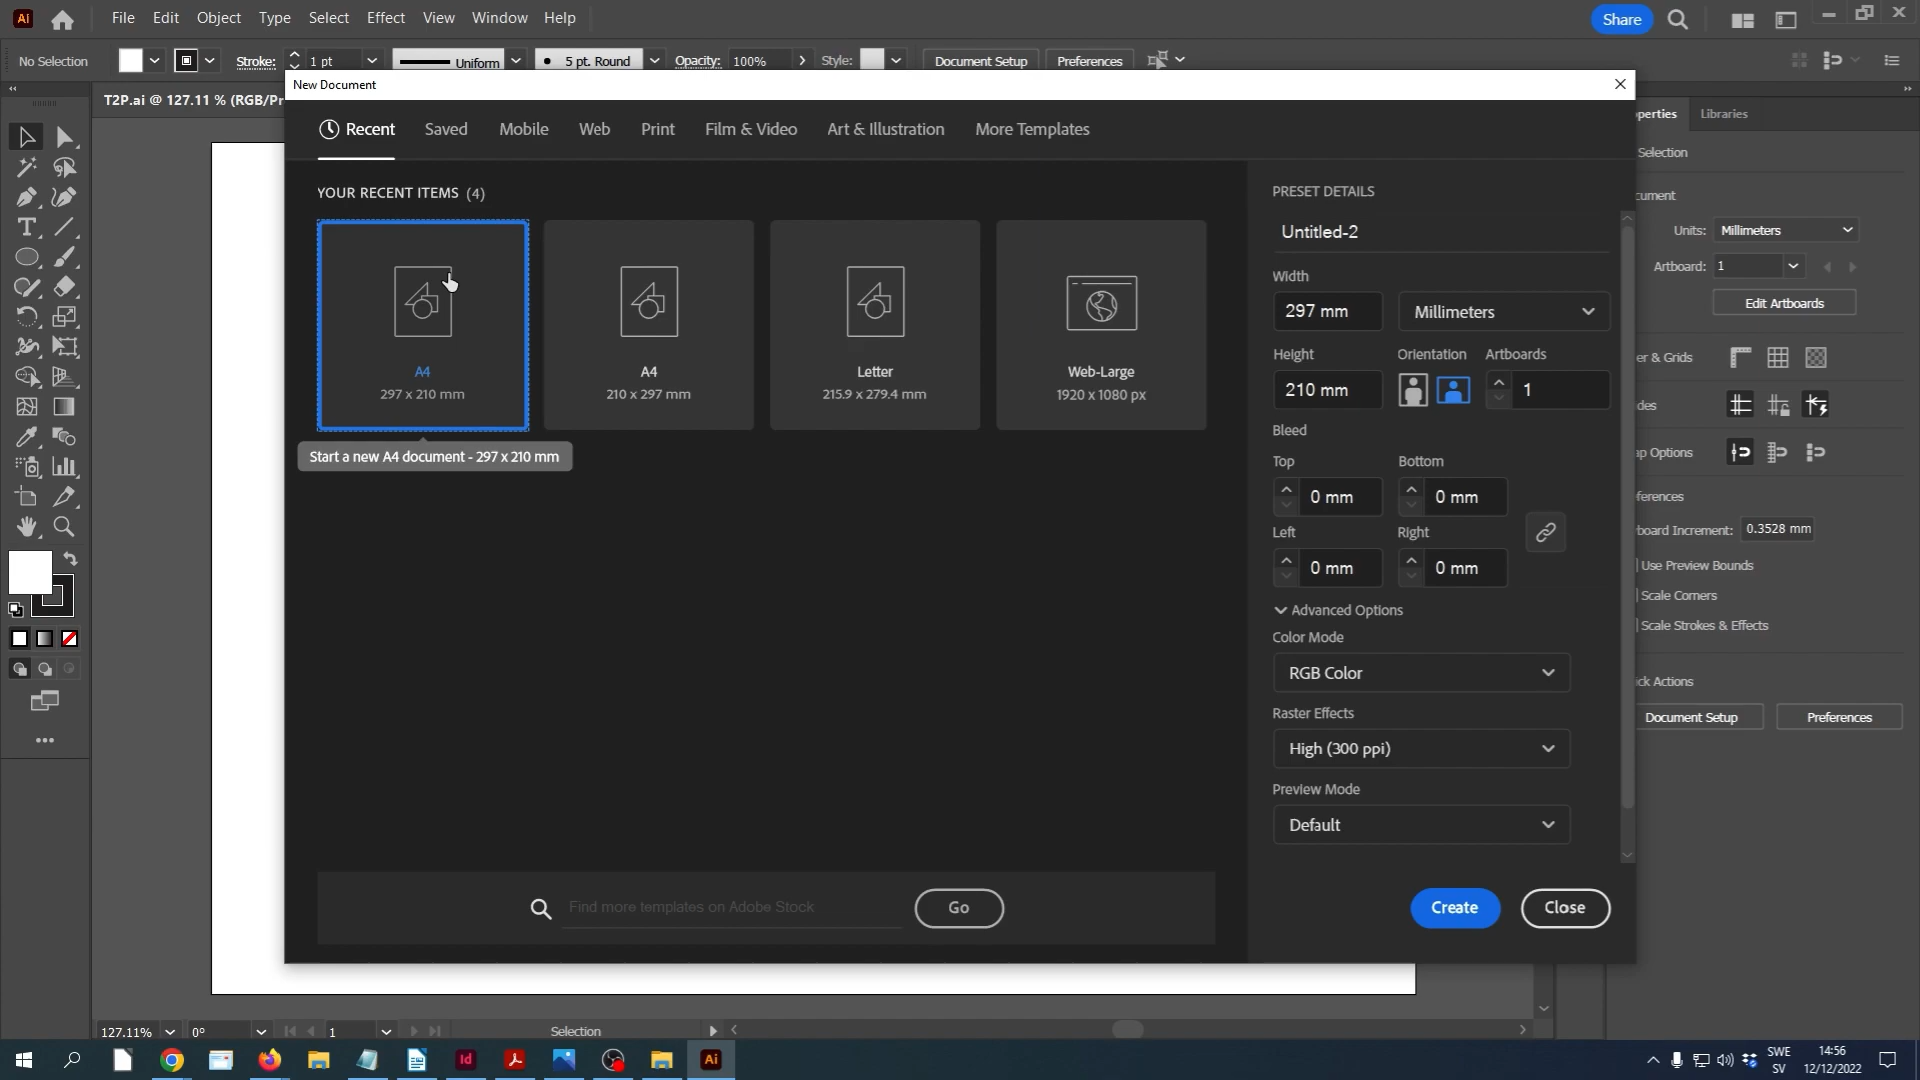 Ai File Edit Object Type Select Effect View Window Help Share
No Selection Stroke: 1 pt Uniform 5 pt. Round Opacity: 100% Style: Document Setup Preferences
New Document
T2P.ai @ 127.11 % (RGB/Pr
Recent Saved Mobile Web Print Film & Video Art & Illustration More Templates
YOUR RECENT ITEMS (4)
A4
297 x 210 mm
A4
210 x 297 mm
Letter
215.9 x 279.4 mm
Web-Large
1920 x 1080 px
Start a new A4 document - 297 x 210 mm
Find more templates on Adobe Stock
Go
PRESET DETAILS
Untitled-2
Width
297 mm Millimeters
Height Orientation Artboards
210 mm 1
Bleed
Top Bottom
0 mm 0 mm
Left Right
0 mm 0 mm
Advanced Options
Color Mode
RGB Color
Raster Effects
High (300 ppi)
Preview Mode
Default
Create Close
perties Libraries
Selection
cument
Units: Millimeters
Artboard: 1
Edit Artboards
er & Grids
des
ap Options
ferences
board Increment: 0.3528 mm
Use Preview Bounds
Scale Corners
Scale Strokes & Effects
ick Actions
Document Setup Preferences
127.11% 0° 1 Selection
Id Ai
SWE
SV
14:56
12/12/2022